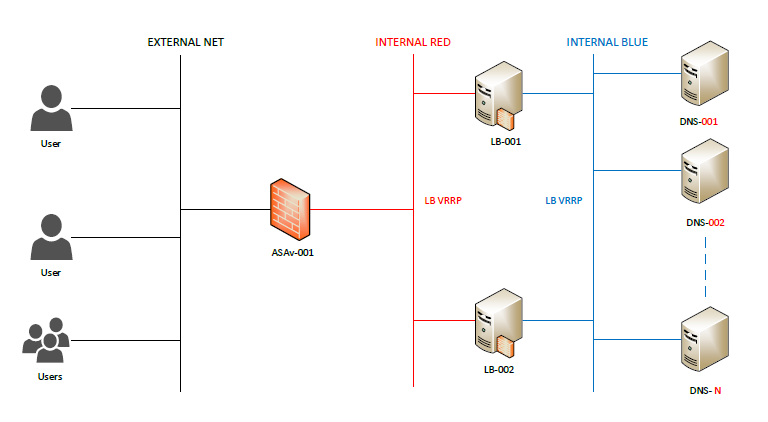 EXTERNAL NET
INTERNAL RED
INTERNAL BLUE
User
LB-001
DNS-001
LB VRRP
LB VRRP
DNS-002
ASAv-001
User
Users
LB-002
DNS- N